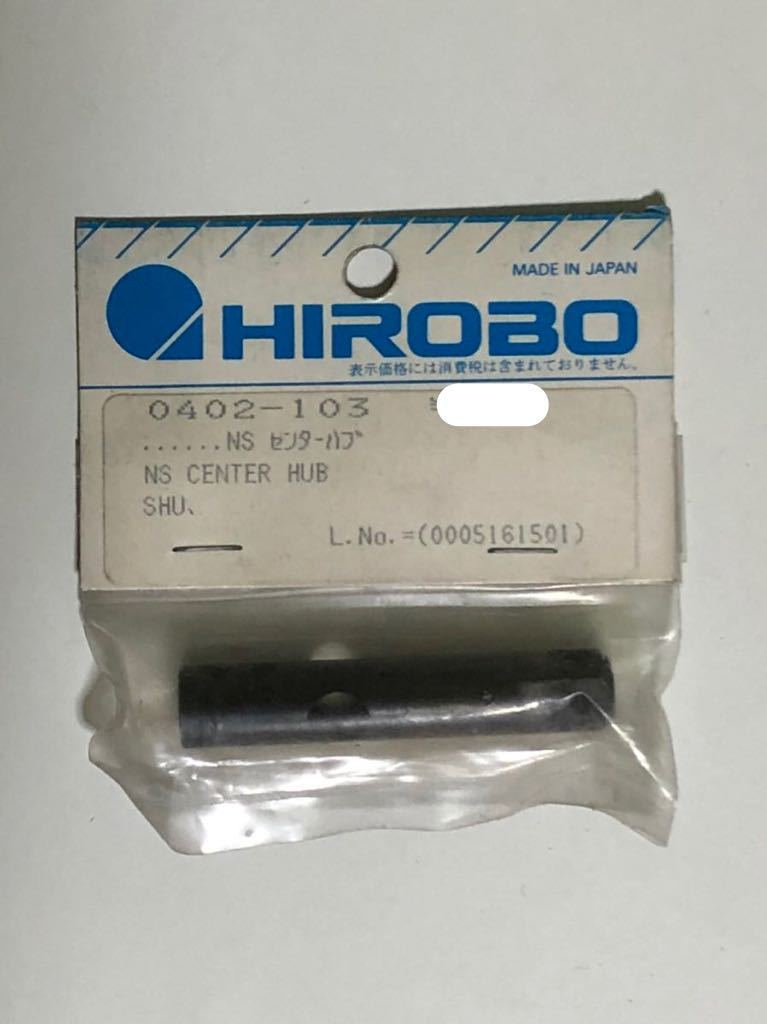 MADE IN JAPAN
HIROBO
表示価格には消費税は含まれておりません。
0402-103
......NS ｾﾝﾀｰﾊﾌﾞ
NS CENTER HUB
SHU、
L.No.=(0005161501)